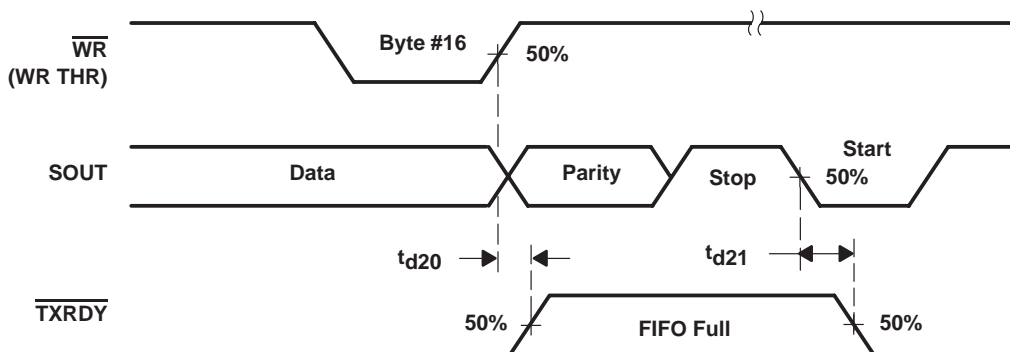 WR
(WR THR)
Byte #16
50%
SOUT
Data
Parity
Stop
Start
50%
td20
td21
TXRDY
50%
FIFO Full
50%